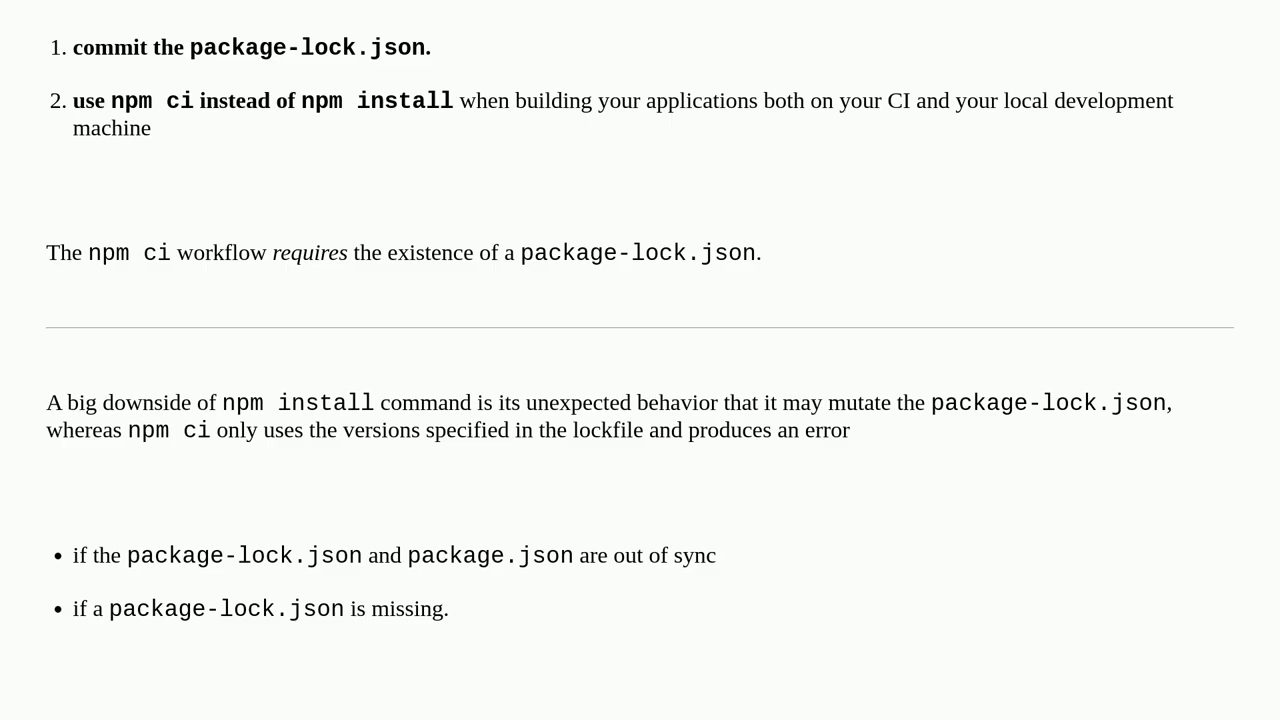 1. commit the package-lock.json.
2. use npm ci instead of npm install when building your applications both on your CI and your local development
machine
The npm ci workflow requires the existence of a package-lock.json.
A big downside of npm install command is its unexpected behavior that it may mutate the package-lock.json,
whereas npm ci only uses the versions specified in the lockfile and produces an error
• if the package-lock.json and package.json are out of sync
• if a package-lock.json is missing.